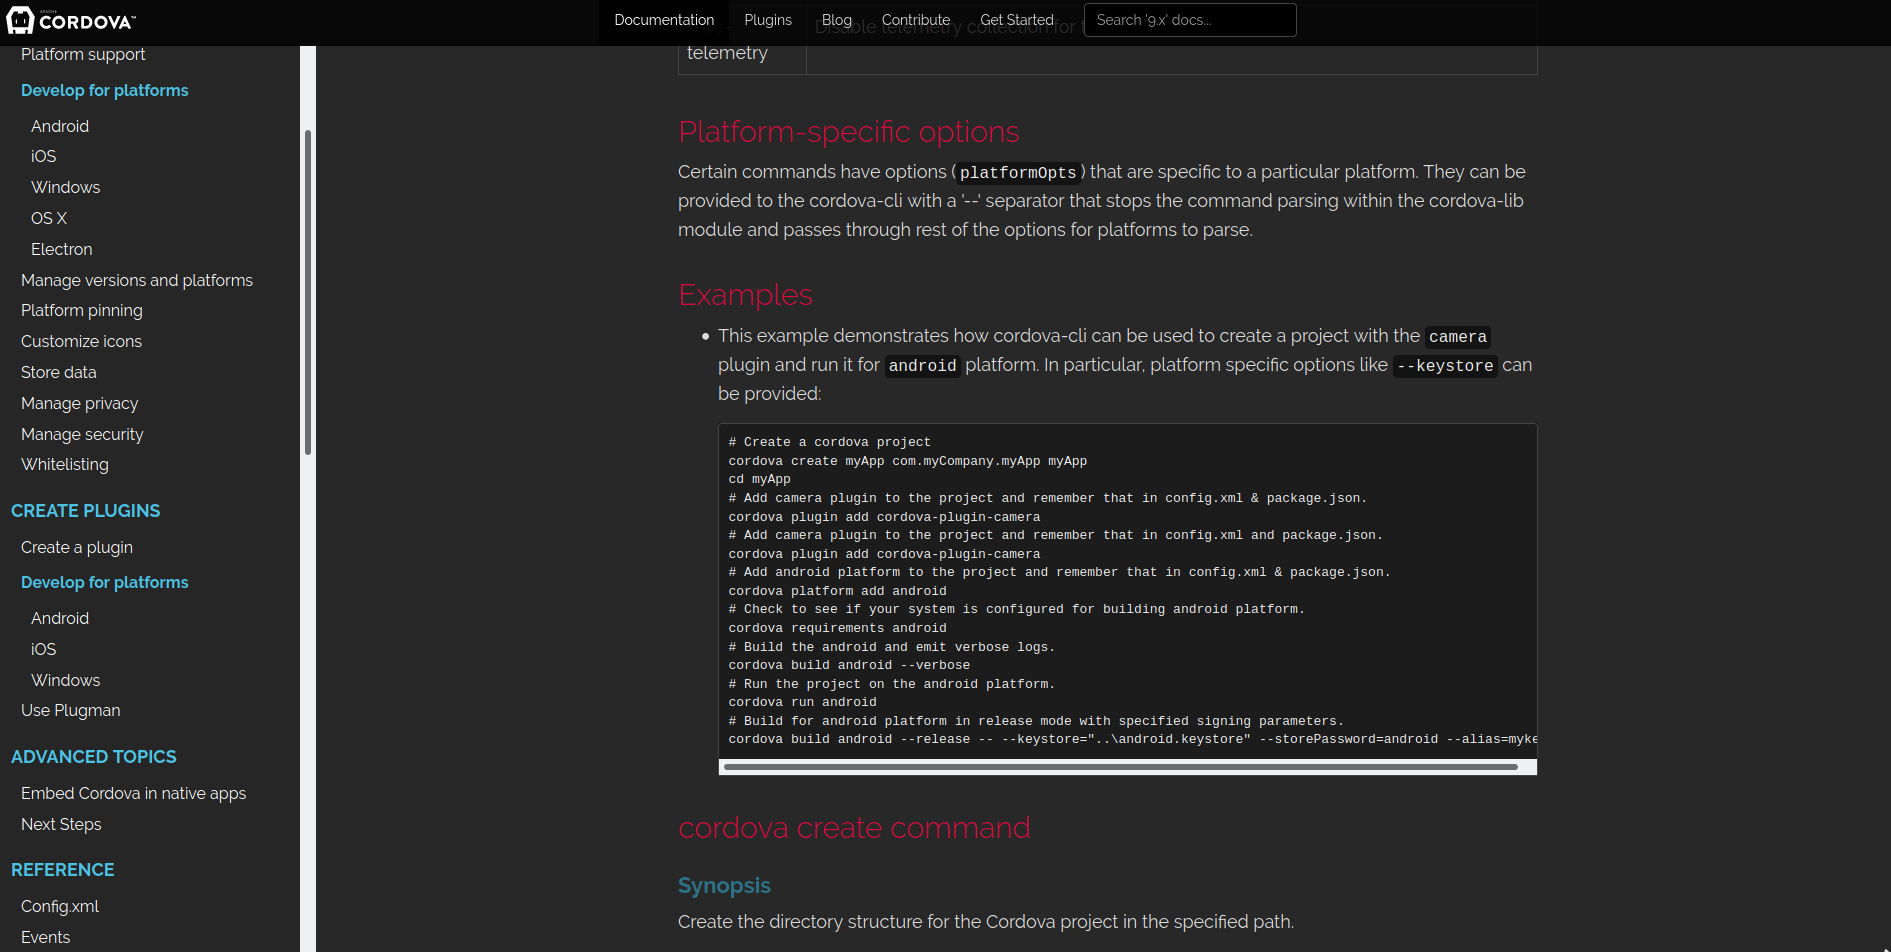 APACHE
CORDOVA™
Documentation
Plugins
Blog
Contribute
Get Started
Search '9.x' docs...
Platform support
Develop for platforms
Android
iOS
Windows
OS X
Electron
Manage versions and platforms
Platform pinning
Customize icons
Store data
Manage privacy
Manage security
Whitelisting
CREATE PLUGINS
Create a plugin
Develop for platforms
Android
iOS
Windows
Use Plugman
ADVANCED TOPICS
Embed Cordova in native apps
Next Steps
REFERENCE
Config.xml
Events
Disable telemetry collection for t
telemetry
Platform-specific options
Certain commands have options (platformOpts) that are specific to a particular platform. They can be
provided to the cordova-cli with a '--' separator that stops the command parsing within the cordova-lib
module and passes through rest of the options for platforms to parse.
Examples
• This example demonstrates how cordova-cli can be used to create a project with the camera
plugin and run it for android platform. In particular, platform specific options like --keystore can
be provided:
# Create a cordova project
cordova create myApp com.myCompany.myApp myApp
cd myApp
# Add camera plugin to the project and remember that in config.xml & package.json.
cordova plugin add cordova-plugin-camera
# Add camera plugin to the project and remember that in config.xml and package.json.
cordova plugin add cordova-plugin-camera
# Add android platform to the project and remember that in config.xml & package.json.
cordova platform add android
# Check to see if your system is configured for building android platform.
cordova requirements android
# Build the android and emit verbose logs.
cordova build android --verbose
# Run the project on the android platform.
cordova run android
# Build for android platform in release mode with specified signing parameters.
cordova build android --release -- --keystore="..\android.keystore" --storePassword=android --alias=myke
cordova create command
Synopsis
Create the directory structure for the Cordova project in the specified path.